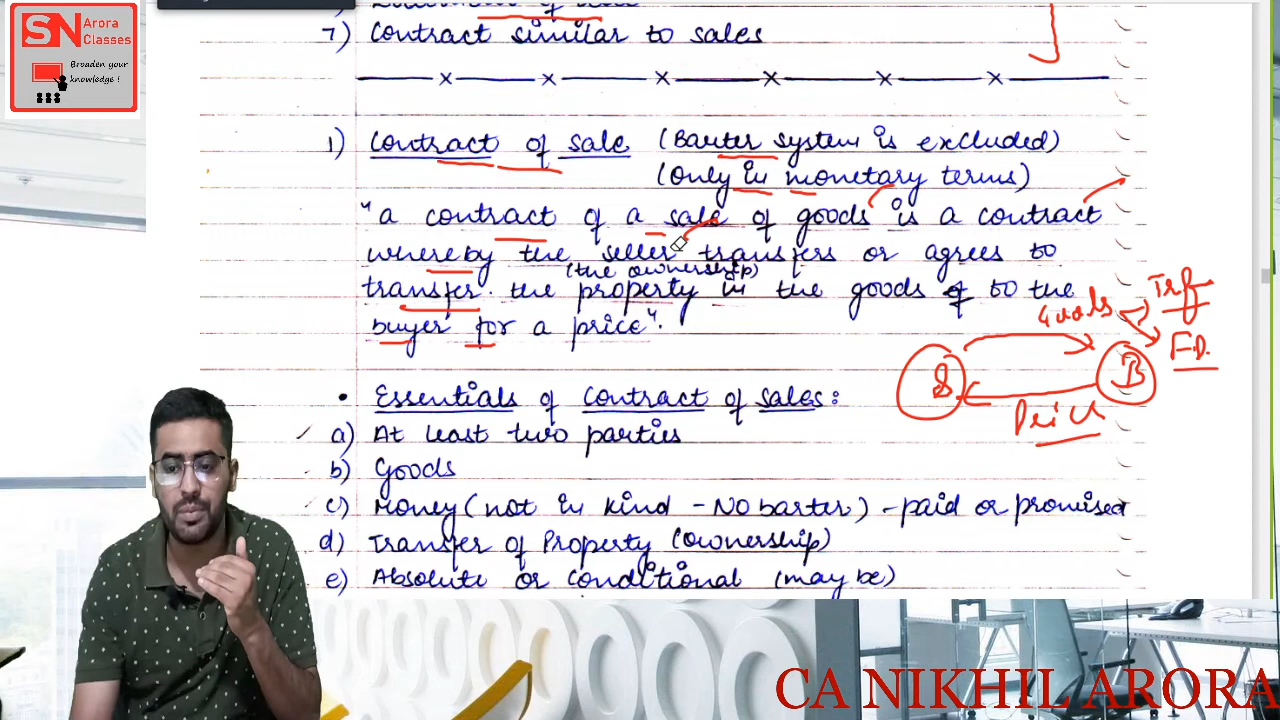 SN Arora
Classes
Broaden your
knowledge !
7) Contract similar to sales
1) Contract of sale (Barter system is excluded)
(Only in monetary terms)
"a contract of a sale of goods is a contract
whereby the seller transfers or agrees to
(the ownership)
transfer. the property in the goods to the
buyer for a price".
Goods
Trf
F.D.
S
B
Price
• Essentials of Contract of Sales:
a) At least two parties
b) Goods
c) Money (not in kind - NO barter) - paid or promised
d) Transfer of Property (ownership)
e) Absolute or conditional (may be)
CA NIKHIL ARORA